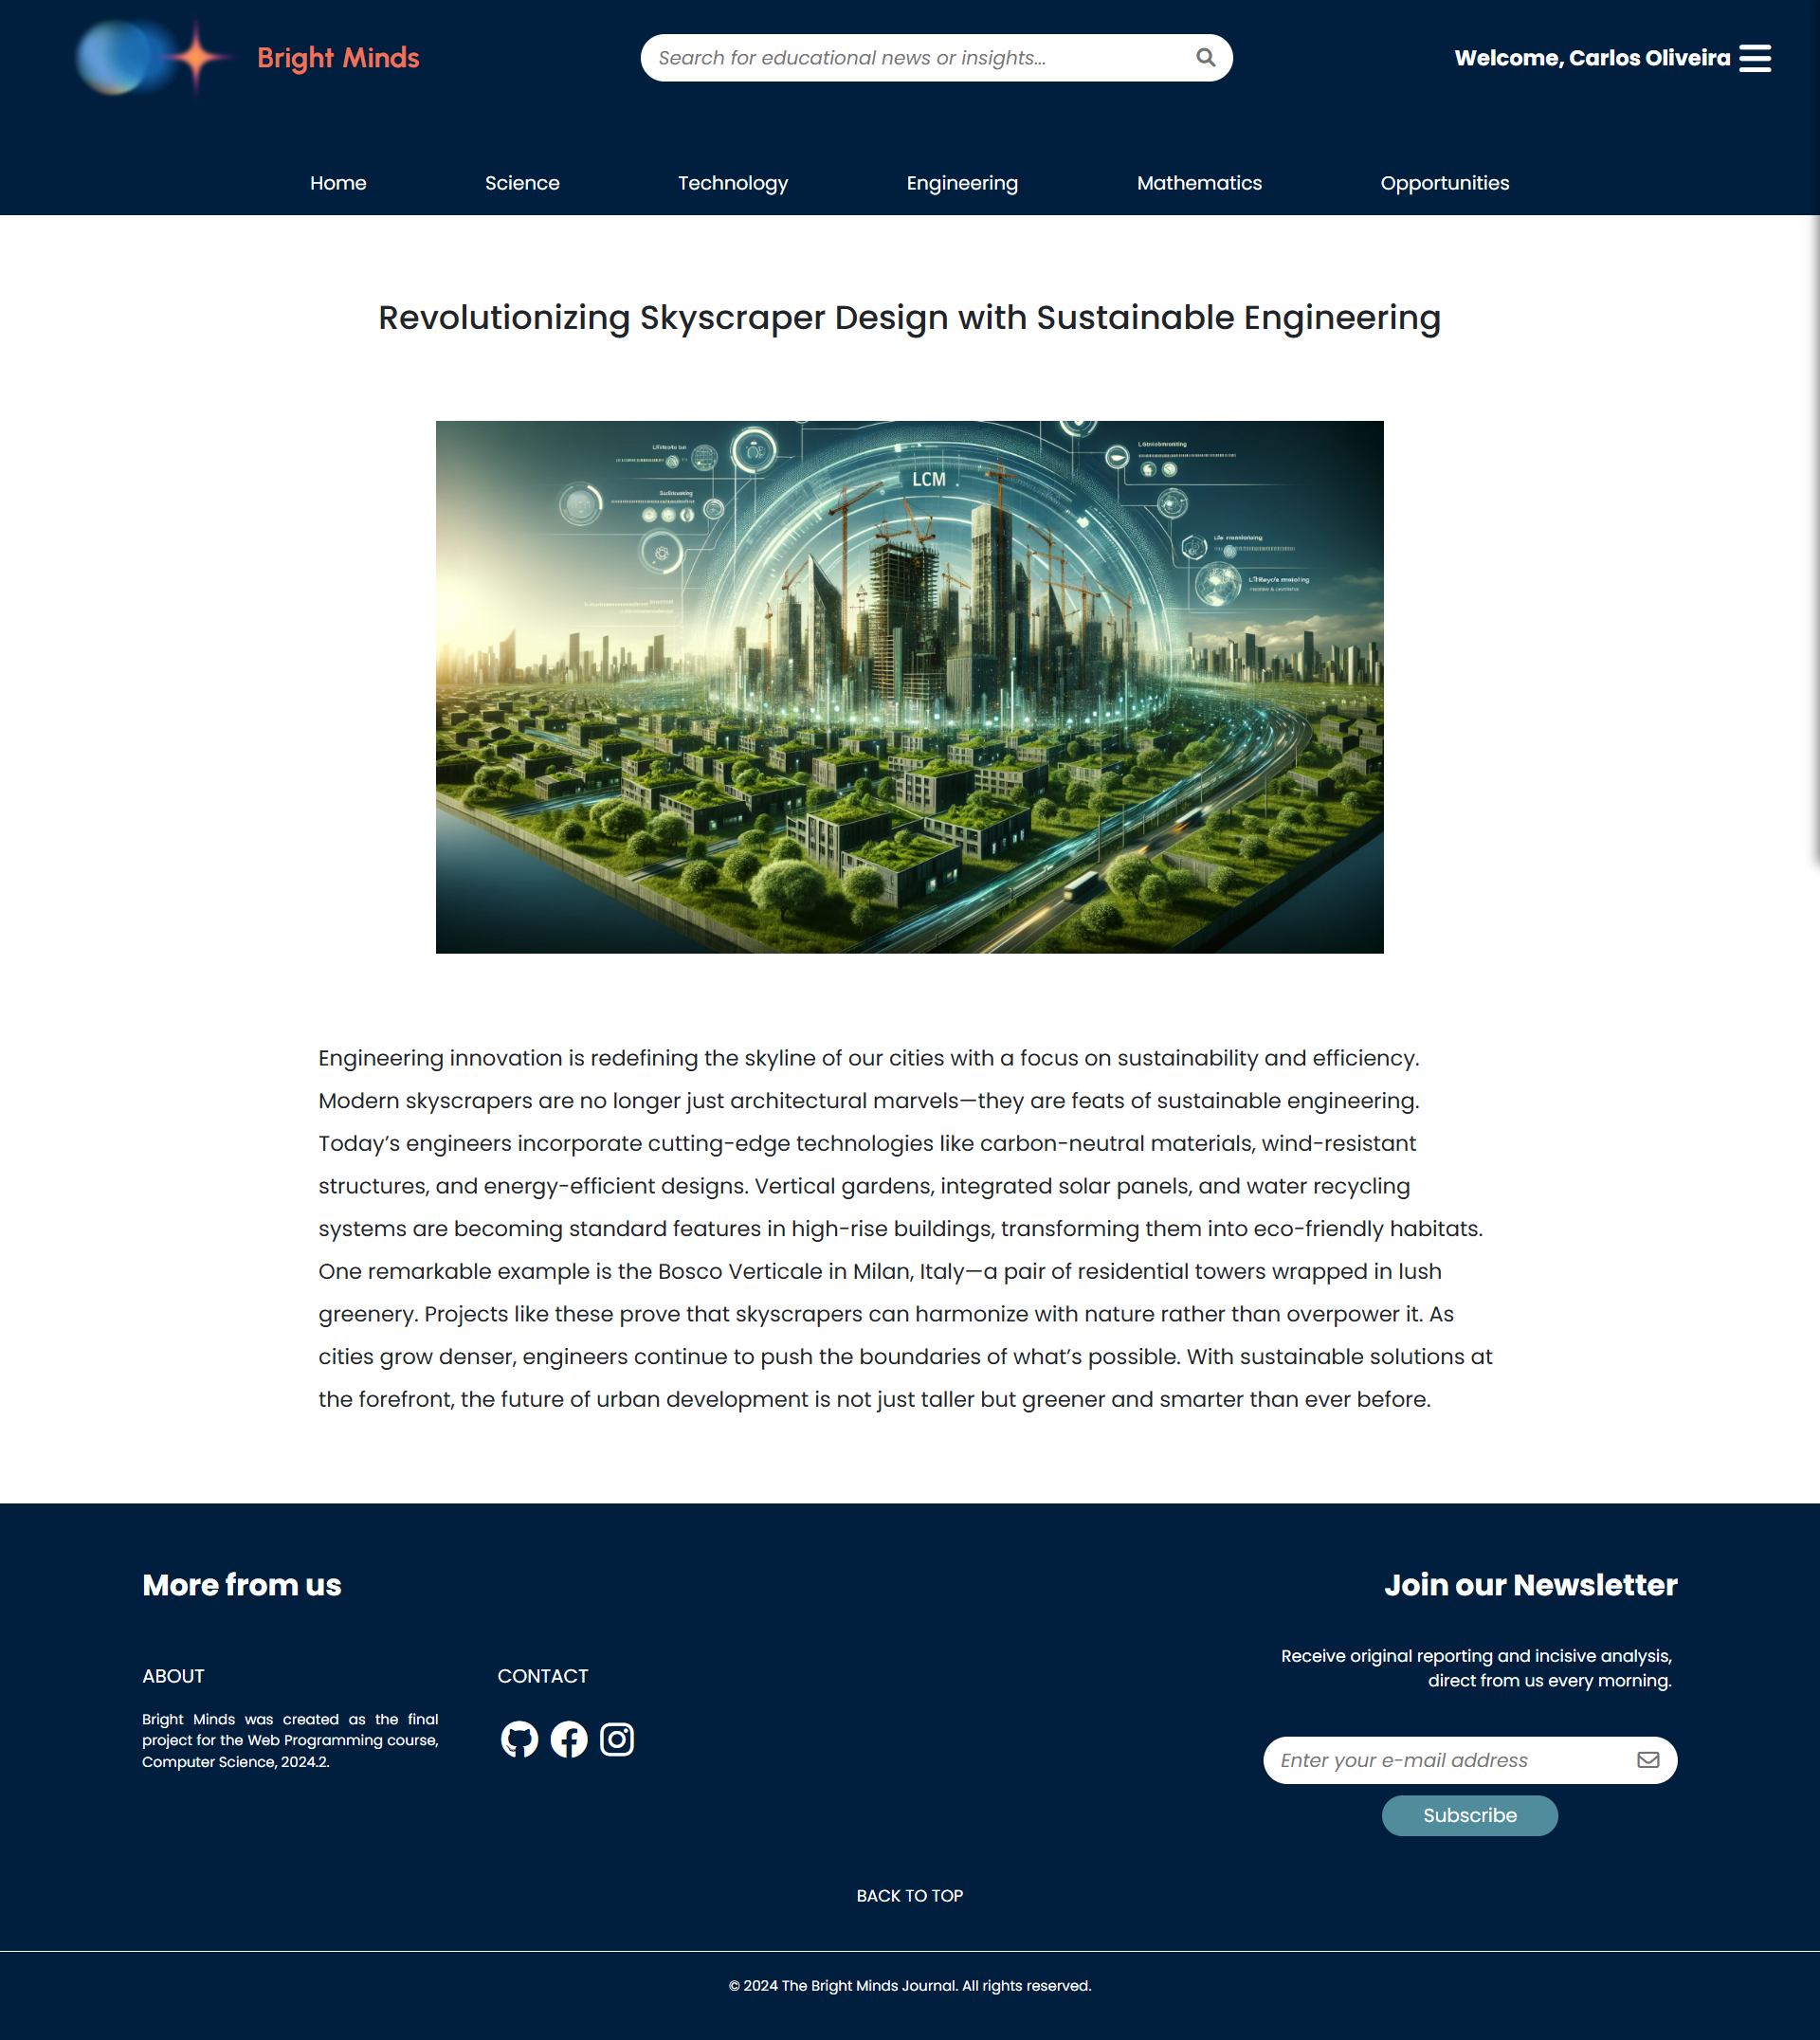 Bright Minds
Search for educational news or insights...
Welcome, Carlos Oliveira
Home
Science
Technology
Engineering
Mathematics
Opportunities
Revolutionizing Skyscraper Design with Sustainable Engineering
LCM
Engineering innovation is redefining the skyline of our cities with a focus on sustainability and efficiency.
Modern skyscrapers are no longer just architectural marvels—they are feats of sustainable engineering.
Today’s engineers incorporate cutting-edge technologies like carbon-neutral materials, wind-resistant
structures, and energy-efficient designs. Vertical gardens, integrated solar panels, and water recycling
systems are becoming standard features in high-rise buildings, transforming them into eco-friendly habitats.
One remarkable example is the Bosco Verticale in Milan, Italy—a pair of residential towers wrapped in lush
greenery. Projects like these prove that skyscrapers can harmonize with nature rather than overpower it. As
cities grow denser, engineers continue to push the boundaries of what’s possible. With sustainable solutions at
the forefront, the future of urban development is not just taller but greener and smarter than ever before.
More from us
ABOUT
Bright Minds was created as the final
project for the Web Programming course,
Computer Science, 2024.2.
CONTACT
Join our Newsletter
Receive original reporting and incisive analysis,
direct from us every morning.
Enter your e-mail address
Subscribe
BACK TO TOP
© 2024 The Bright Minds Journal. All rights reserved.